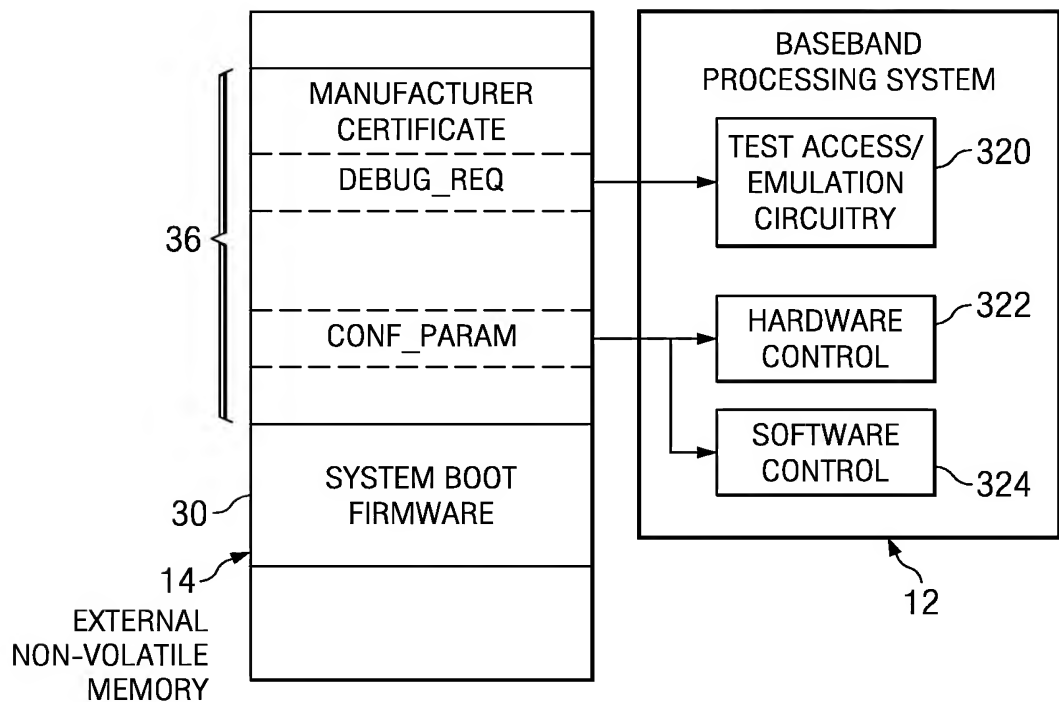 MANUFACTURER
CERTIFICATE
DEBUG_REQ
36
CONF_PARAM
SYSTEM BOOT
FIRMWARE
30
14
EXTERNAL
NON-VOLATILE
MEMORY
BASEBAND
PROCESSING SYSTEM
TEST ACCESS/
EMULATION
CIRCUITRY
320
HARDWARE
CONTROL
322
SOFTWARE
CONTROL
324
12